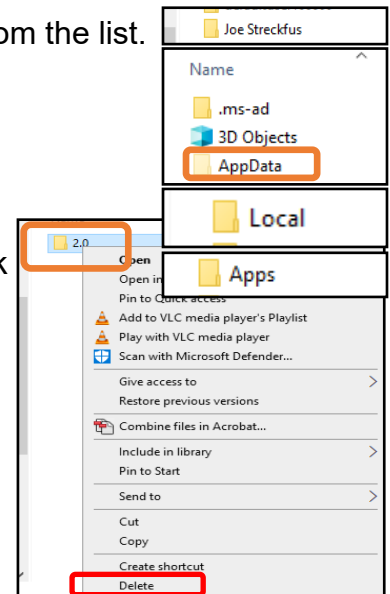 om the list.
Joe Streckfus
Name
.ms-ad
3D Objects
AppData
Local
Apps
k
2.0
Open
Open in
Pin to Quick access
Add to VLC media player's Playlist
Play with VLC media player
Scan with Microsoft Defender...
Give access to
Restore previous versions
Combine files in Acrobat...
Include in library
Pin to Start
Send to
Cut
Copy
Create shortcut
Delete